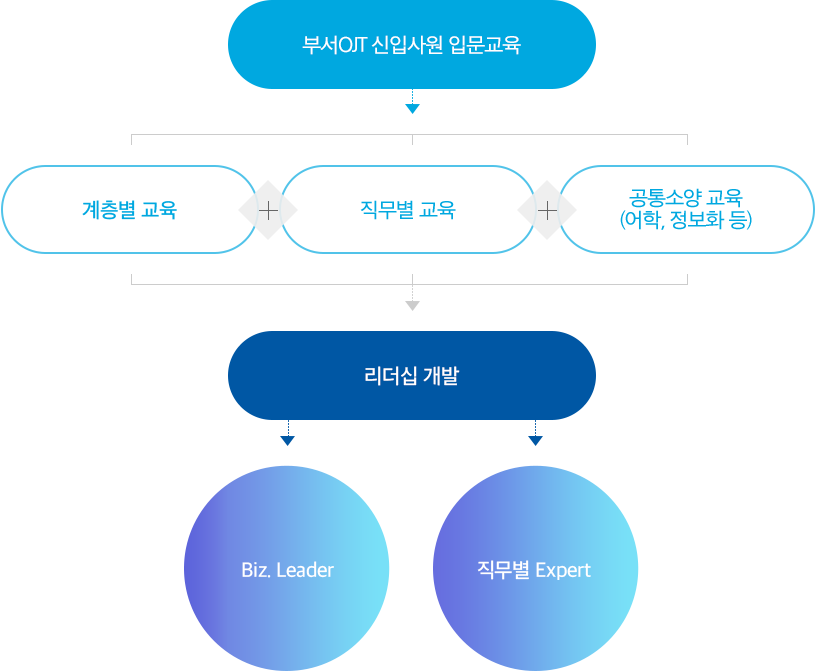 부서OJT 신입사원 입문교육
계층별 교육
직무별 교육
공통소양 교육
(어학, 정보화 등)
리더십 개발
Biz. Leader
직무별 Expert